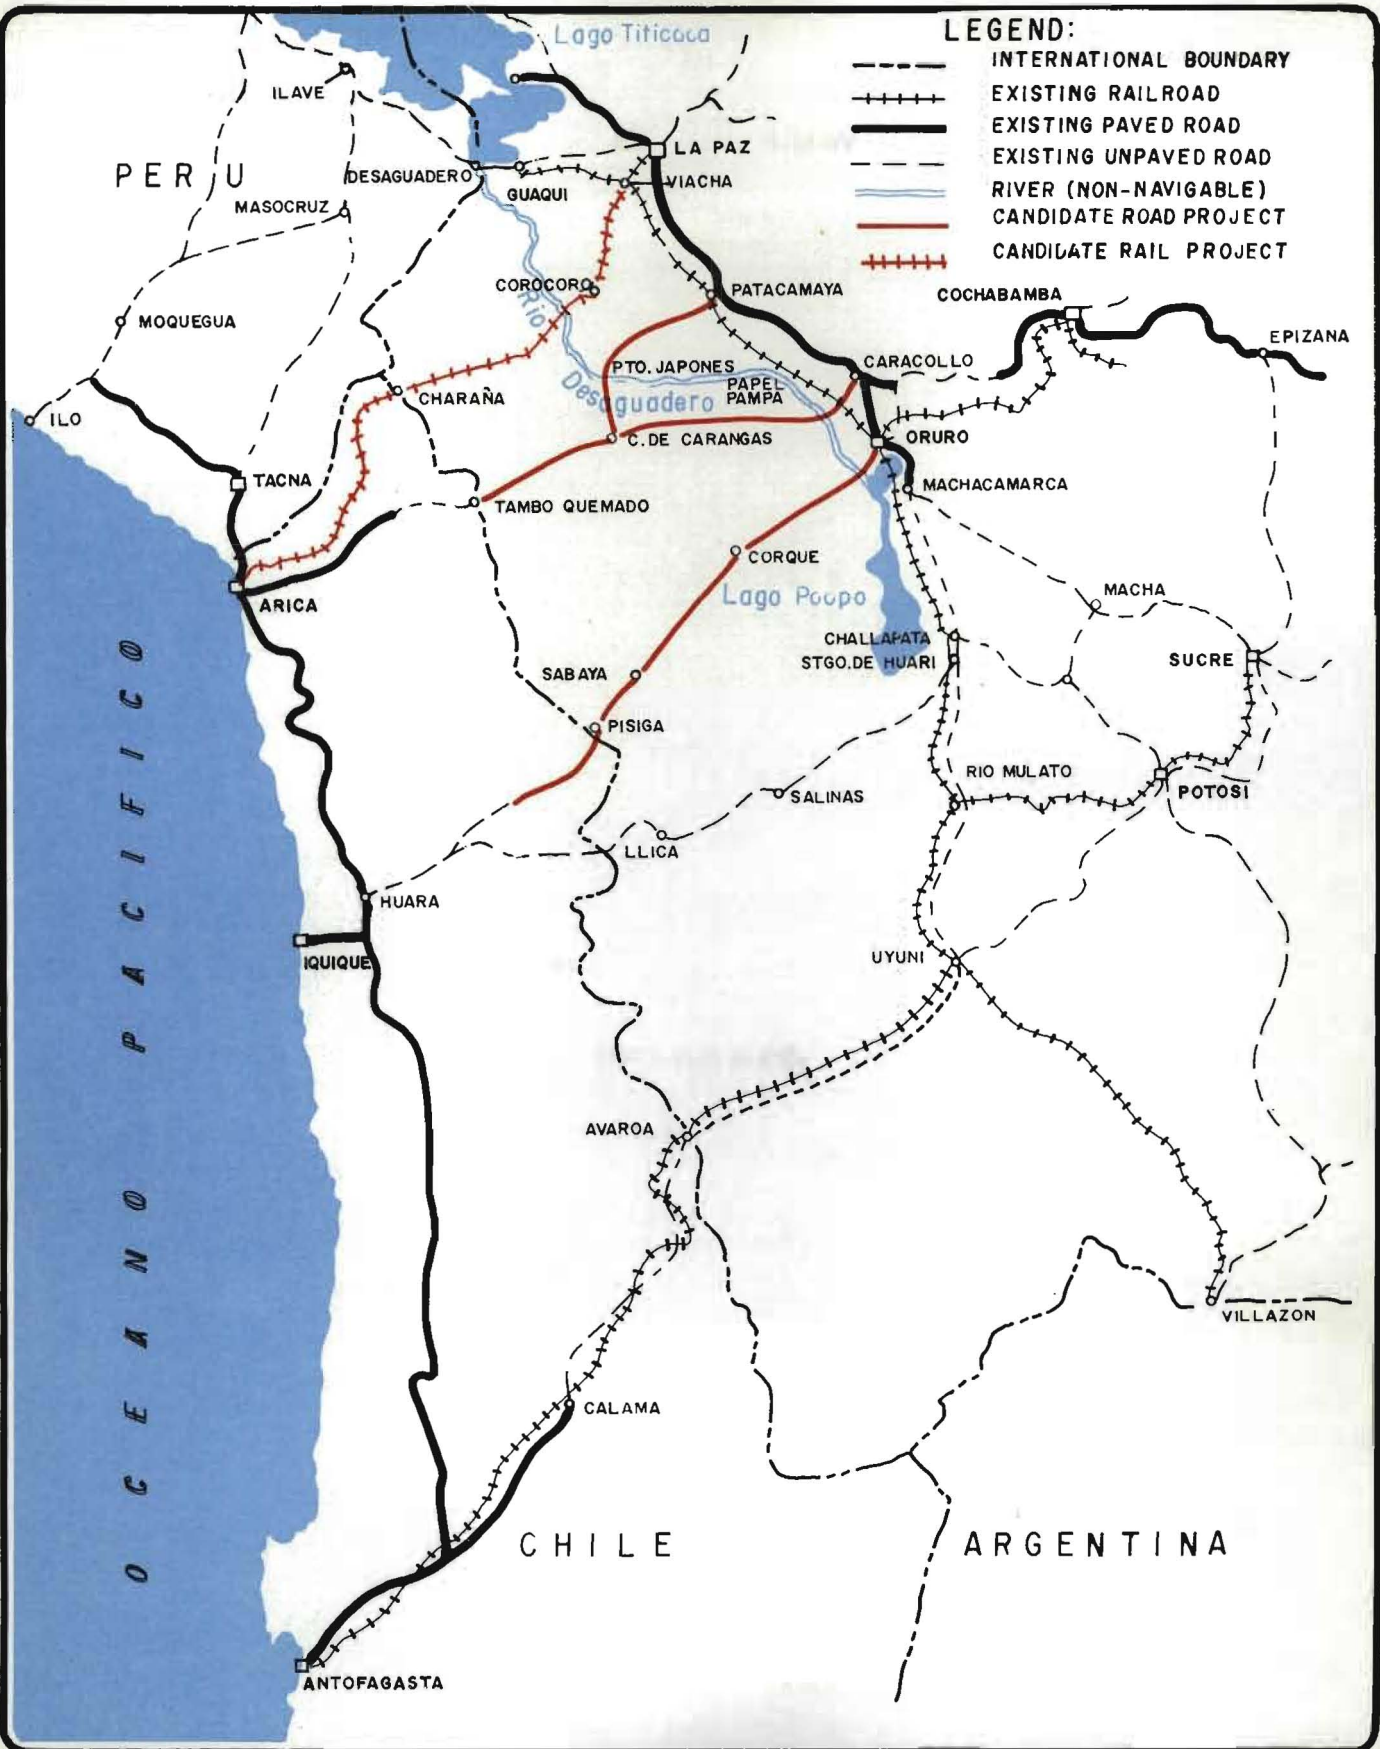 Lago Titicaca
LEGEND:
INTERNATIONAL BOUNDARY
EXISTING RAILROAD
EXISTING PAVED ROAD
EXISTING UNPAVED ROAD
RIVER (NON-NAVIGABLE)
CANDIDATE ROAD PROJECT
CANDIDATE RAIL PROJECT
ILAVE
LA PAZ
PERU
DESAGUADERO
GUAQUI
VIACHA
MASOCRUZ
COROCORO
PATACAMAYA
COCHABAMBA
Rio
MOQUEGUA
EPIZANA
CARACOLLO
PTO. JAPONES
PAPEL
PAMPA
Desaguadero
CHARAÑA
ILO
C. DE CARANGAS
ORURO
TACNA
MACHACAMARCA
TAMBO QUEMADO
CORQUE
MACHA
Lago Poopo
ARICA
CHALLAPATA
STGO. DE HUARI
SUCRE
SABAYA
PISIGA
RIO MULATO
POTOSI
SALINAS
LLICA
HUARA
IQUIQUE
UYUNI
OCEANO PACIFICO
AVAROA
VILLAZON
CALAMA
CHILE
ARGENTINA
ANTOFAGASTA